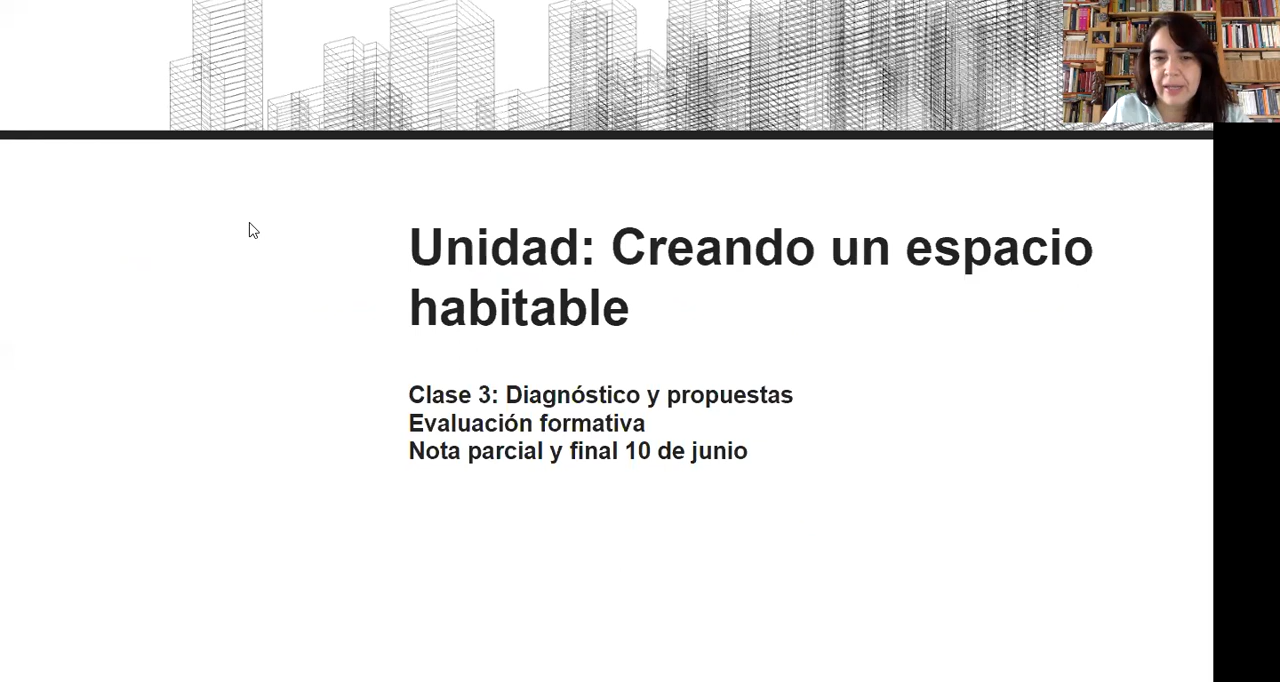 Unidad: Creando un espacio
habitable
Clase 3: Diagnóstico y propuestas
Evaluación formativa
Nota parcial y final 10 de junio